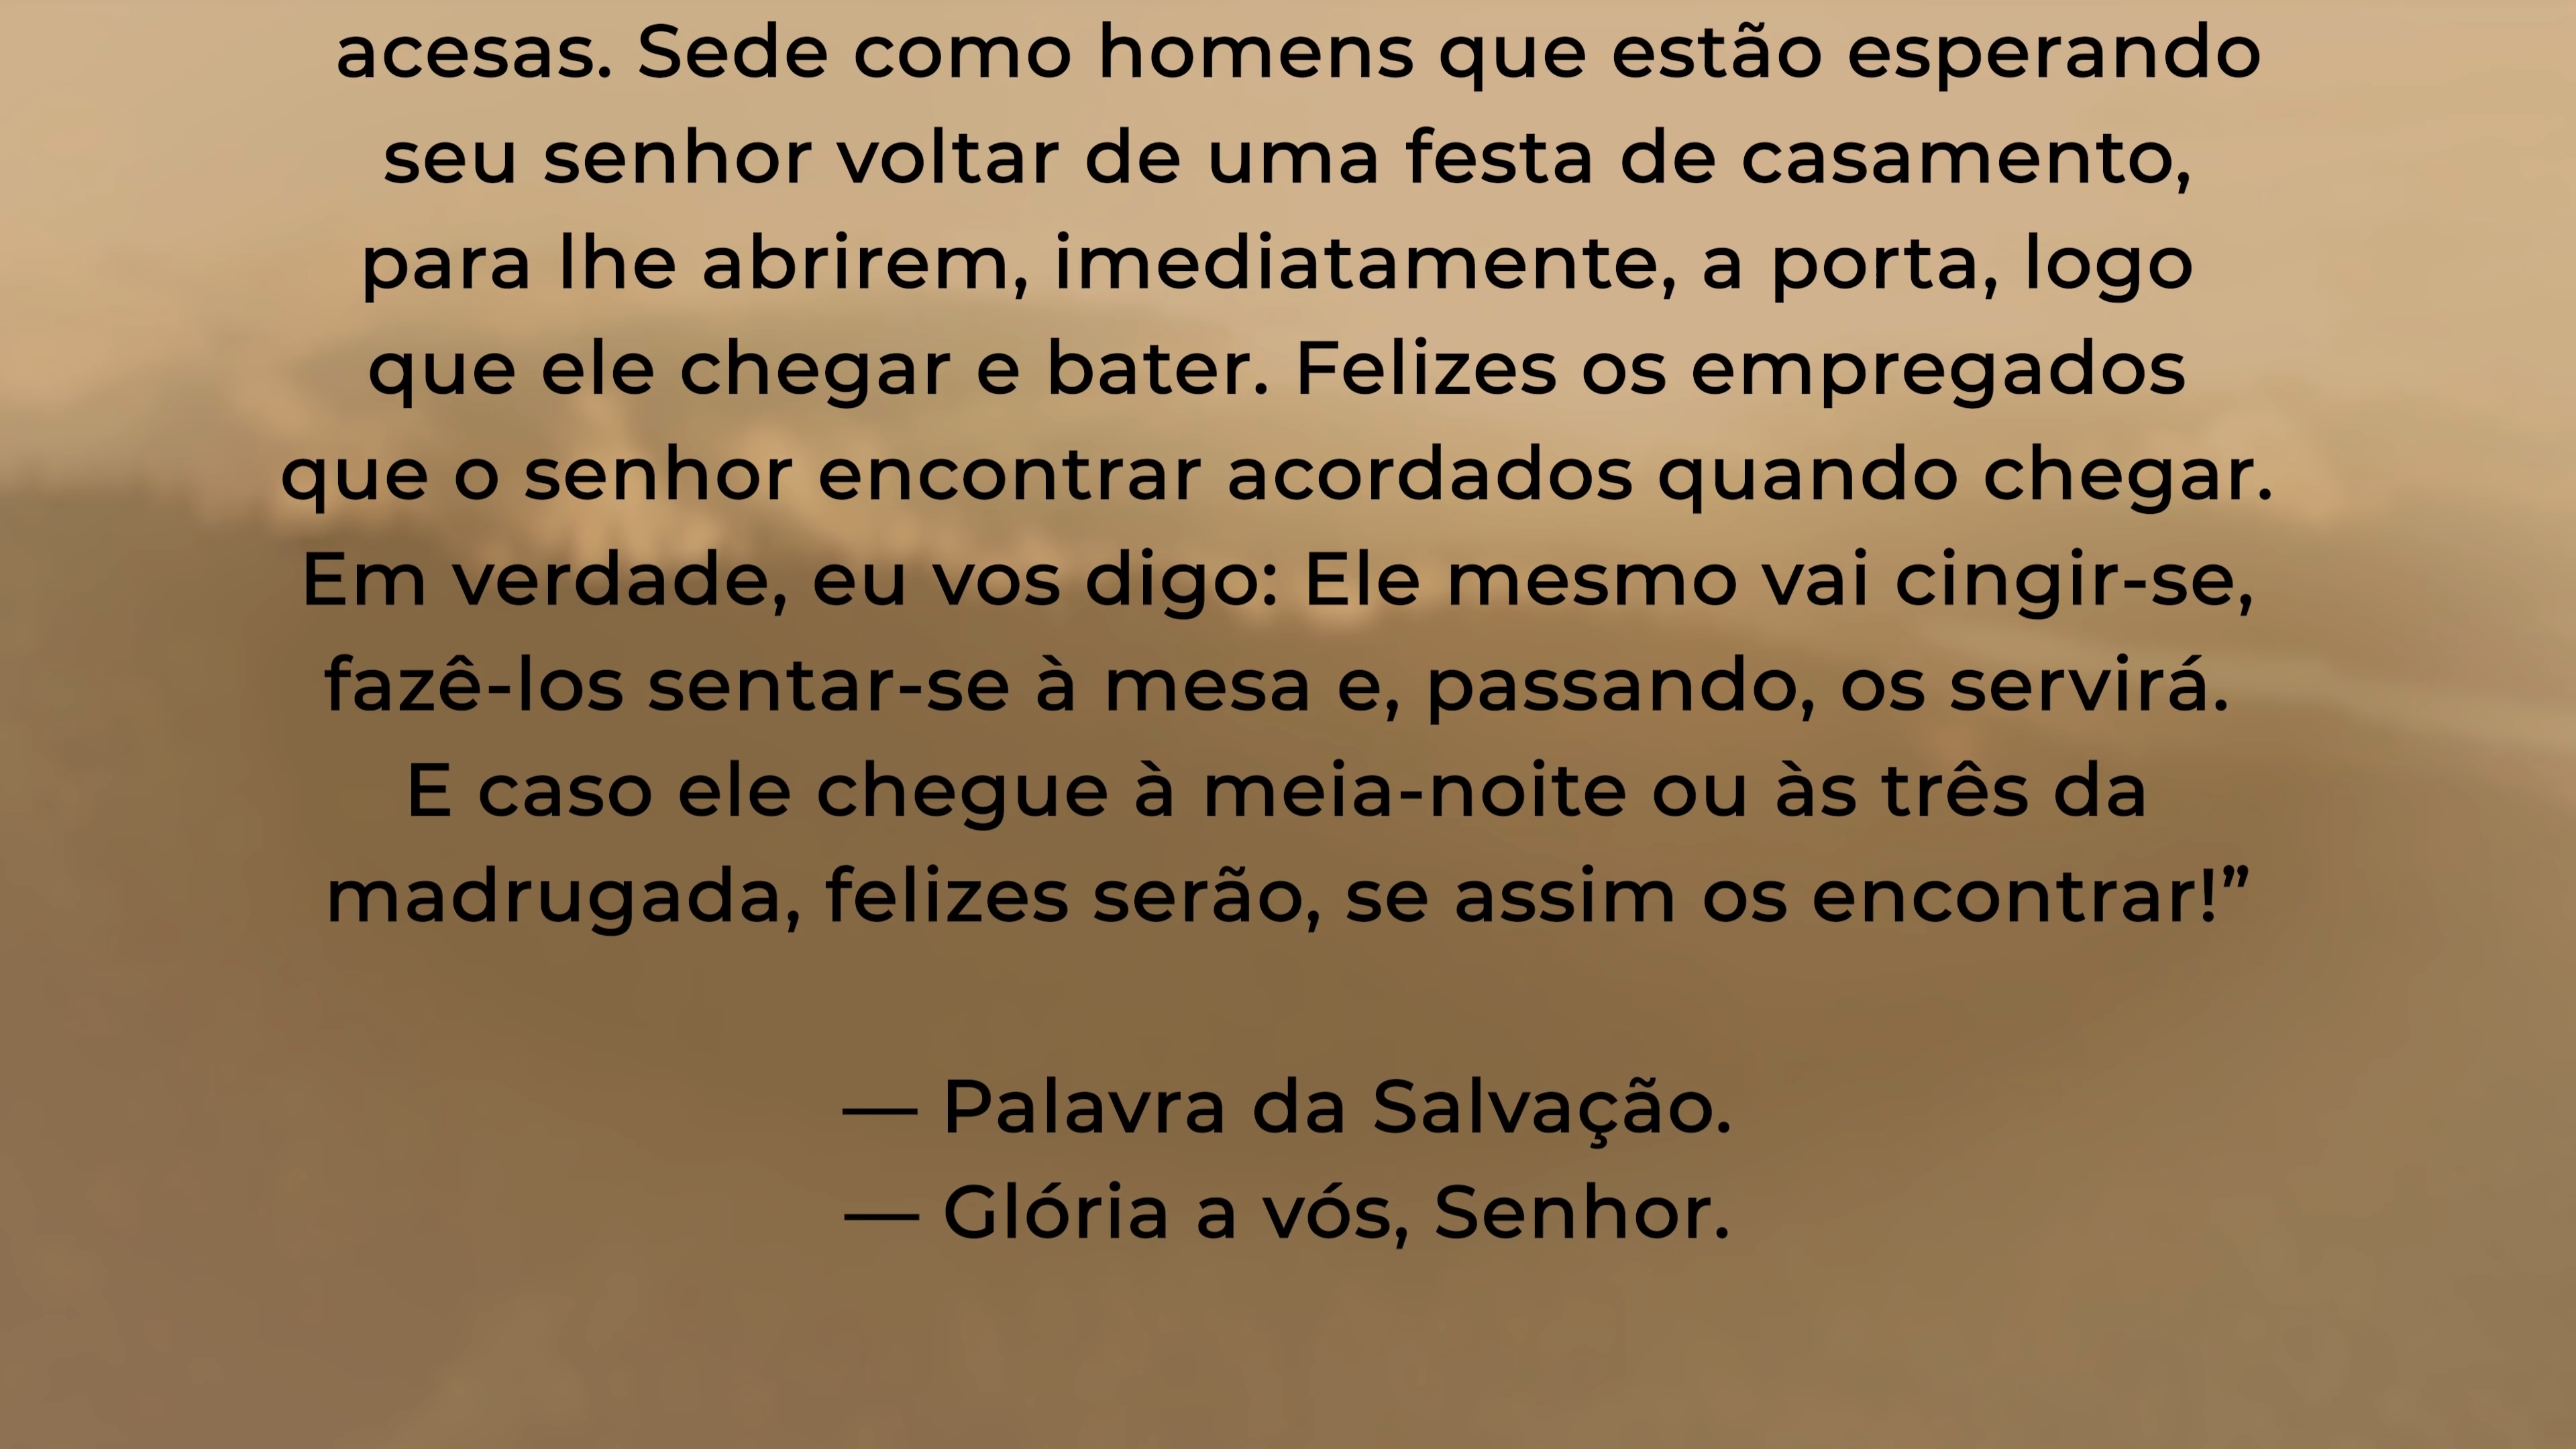 acesas. Sede como homens que estão esperando
seu senhor voltar de uma festa de casamento,
para lhe abrirem, imediatamente, a porta, logo
que ele chegar e bater. Felizes os empregados
que o senhor encontrar acordados quando chegar.
Em verdade, eu vos digo: Ele mesmo vai cingir-se,
fazê-los sentar-se à mesa e, passando, os servirá.
E caso ele chegue à meia-noite ou às três da
madrugada, felizes serão, se assim os encontrar!”
— Palavra da Salvação.
— Glória a vós, Senhor.